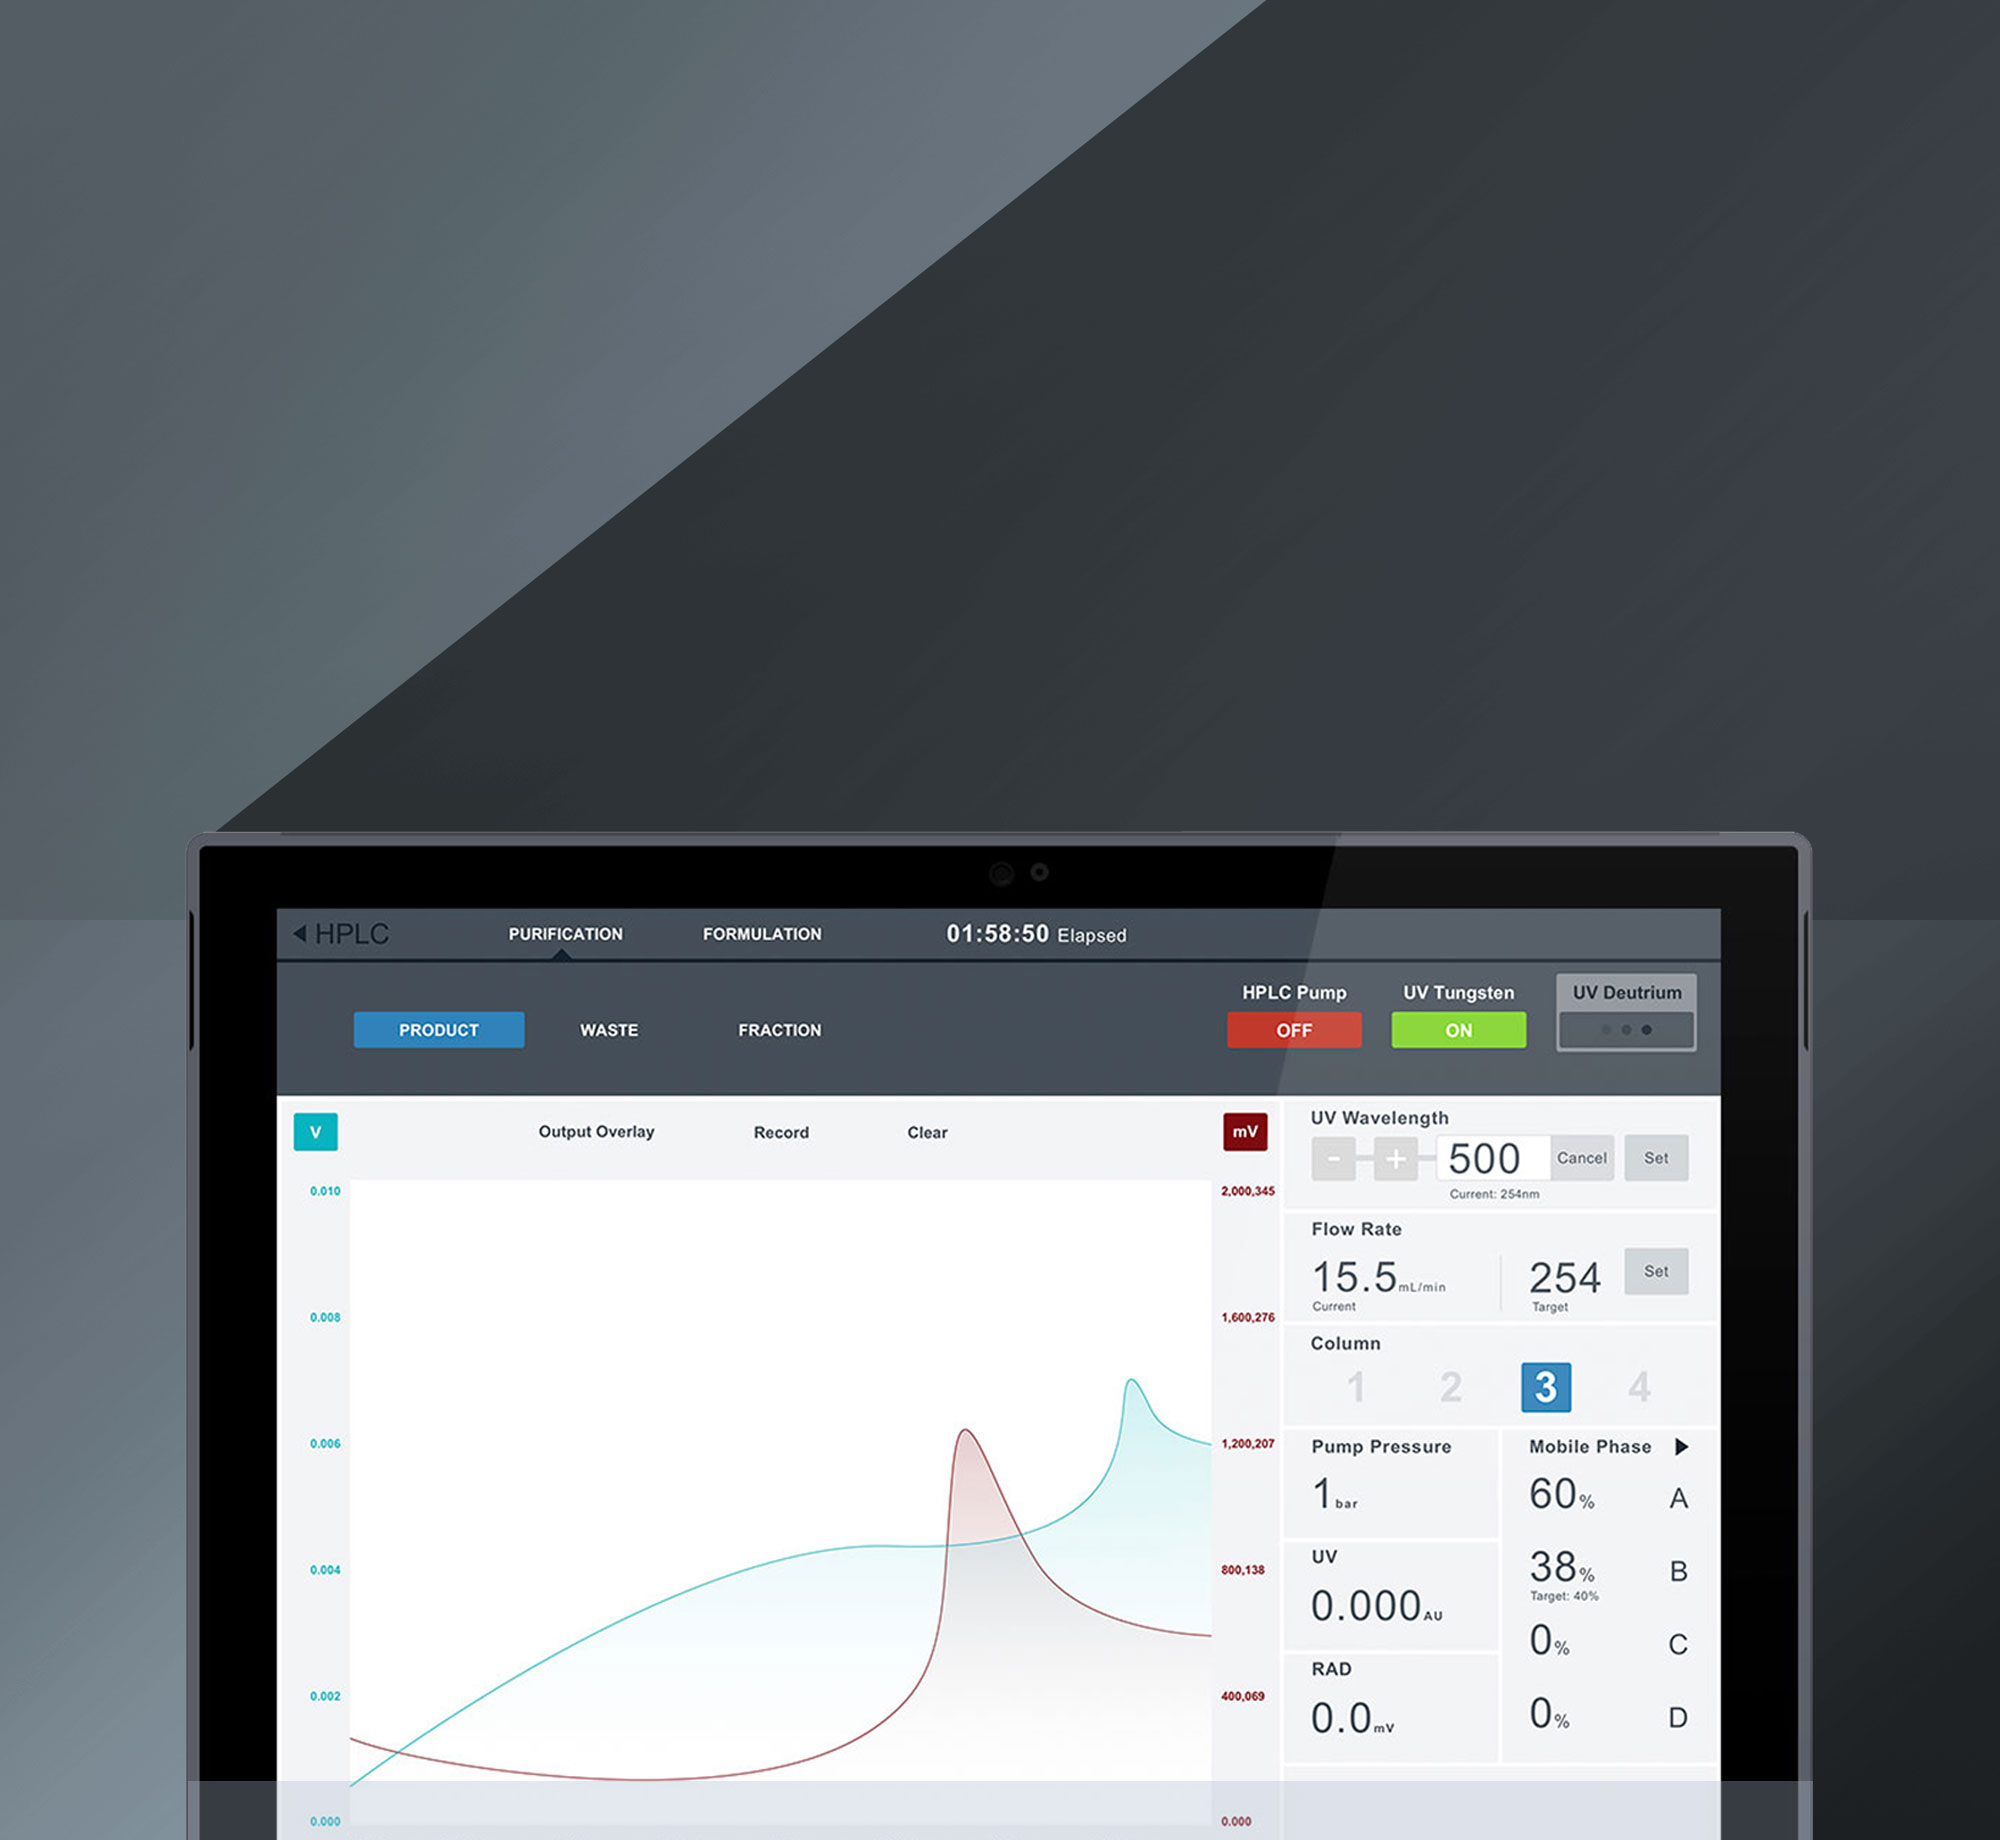 HPLC
PURIFICATION
FORMULATION
01:58:50 Elapsed
HPLC Pump
UV Tungsten
UV Deutrium
PRODUCT
WASTE
FRACTION
OFF
ON
V
Output Overlay
Record
Clear
mV
0.010
0.008
0.006
0.004
0.002
0.000
2,000,345
1,600,276
1,200,207
800,138
400,069
0.000
UV Wavelength
- + 500 Cancel Set
Current: 254nm
Flow Rate
15.5 mL/min
Current
254
Target
Set
Column
1 2 3 4
Pump Pressure
1 bar
UV
0.000 AU
RAD
0.0 mV
Mobile Phase
60% A
38% B
Target: 40%
0% C
0% D